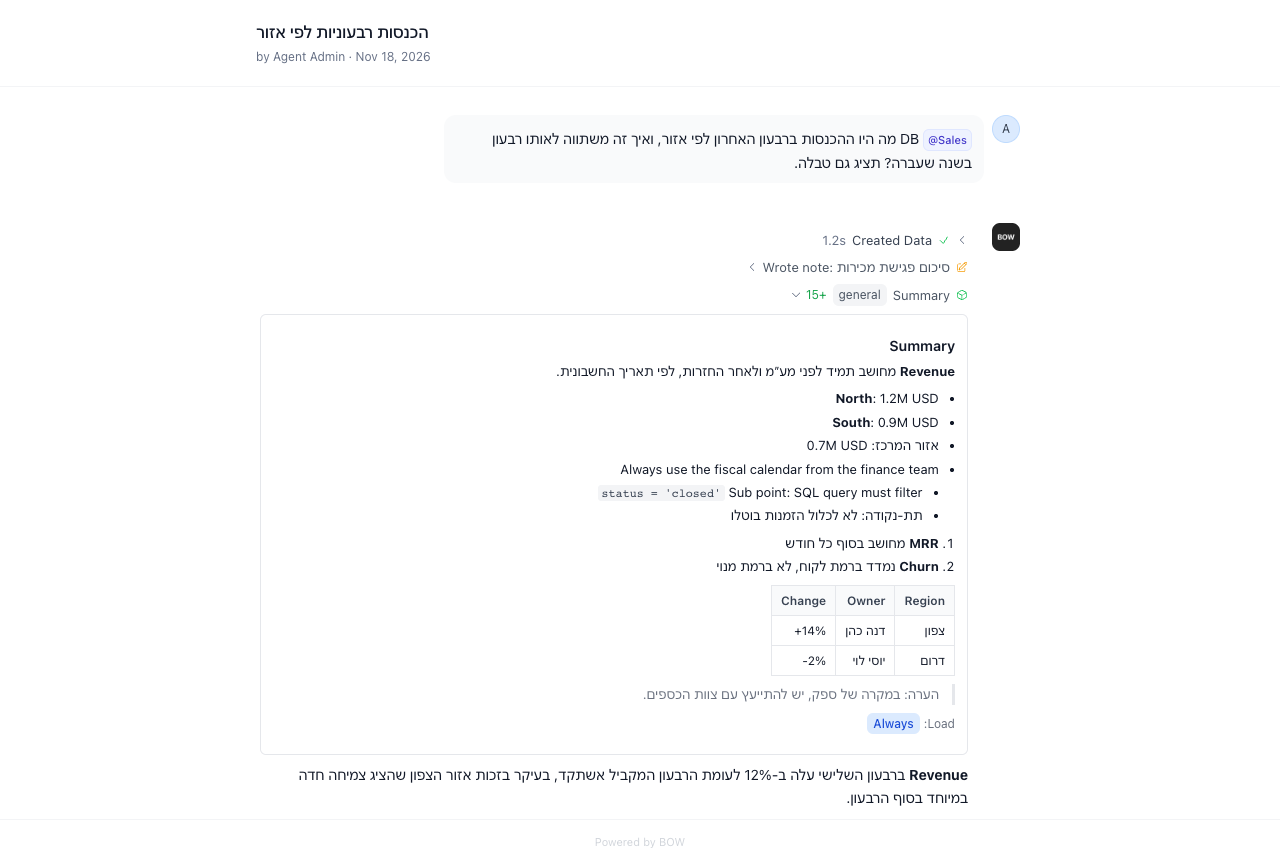 הכנסות רבעוניות לפי אזור
by Agent Admin · Nov 18, 2026
A
@Sales DB מה היו ההכנסות ברבעון האחרון לפי אזור, ואיך זה משתווה לאותו רבעון
בשנה שעברה? תציג גם טבלה.
BOW
Created Data 1.2s
Wrote note: סיכום פגישת מכירות
Summary general 15+
Summary
Revenue מחושב תמיד לפני מע״מ ולאחר החזרות, לפי תאריך החשבונית.
• North: 1.2M USD
• South: 0.9M USD
• אזור המרכז: 0.7M USD
• Always use the fiscal calendar from the finance team
• Sub point: SQL query must filter status = 'closed'
• תת-נקודה: לא לכלול הזמנות בוטלו
1. MRR מחושב בסוף כל חודש
2. Churn נמדד ברמת לקוח, לא ברמת מנוי
Region Owner Change
צפון דנה כהן +14%
דרום יוסי לוי -2%
הערה: במקרה של ספק, יש להתייעץ עם צוות הכספים.
Load: Always
Revenue ברבעון השלישי עלה ב-12% לעומת הרבעון המקביל אשתקד, בעיקר בזכות אזור הצפון שהציג צמיחה חדה
במיוחד בסוף הרבעון.
Powered by BOW